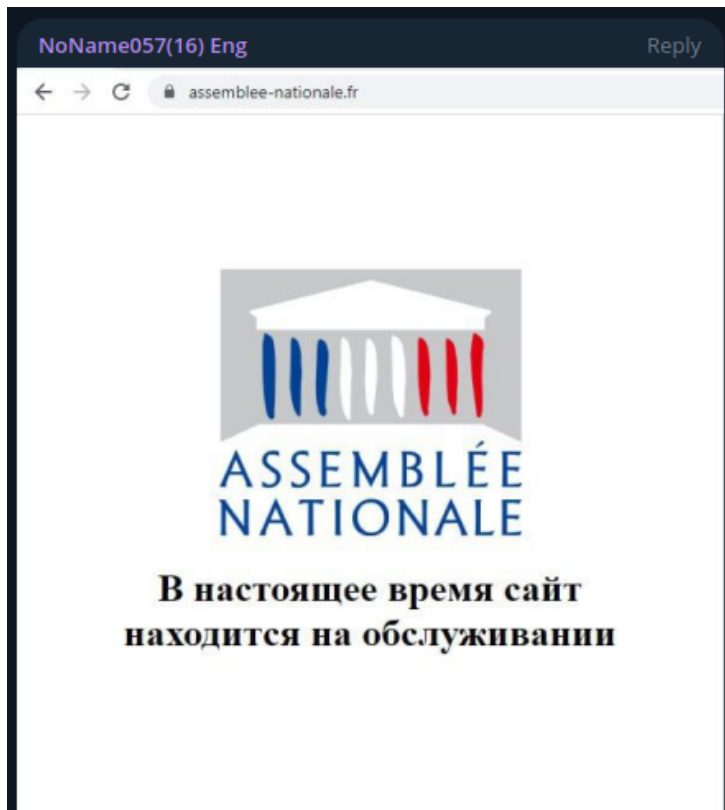 NoName057(16) Eng
Reply
assemblee-nationale.fr
ASSEMBLÉE
NATIONALE
В настоящее время сайт
находится на обслуживании